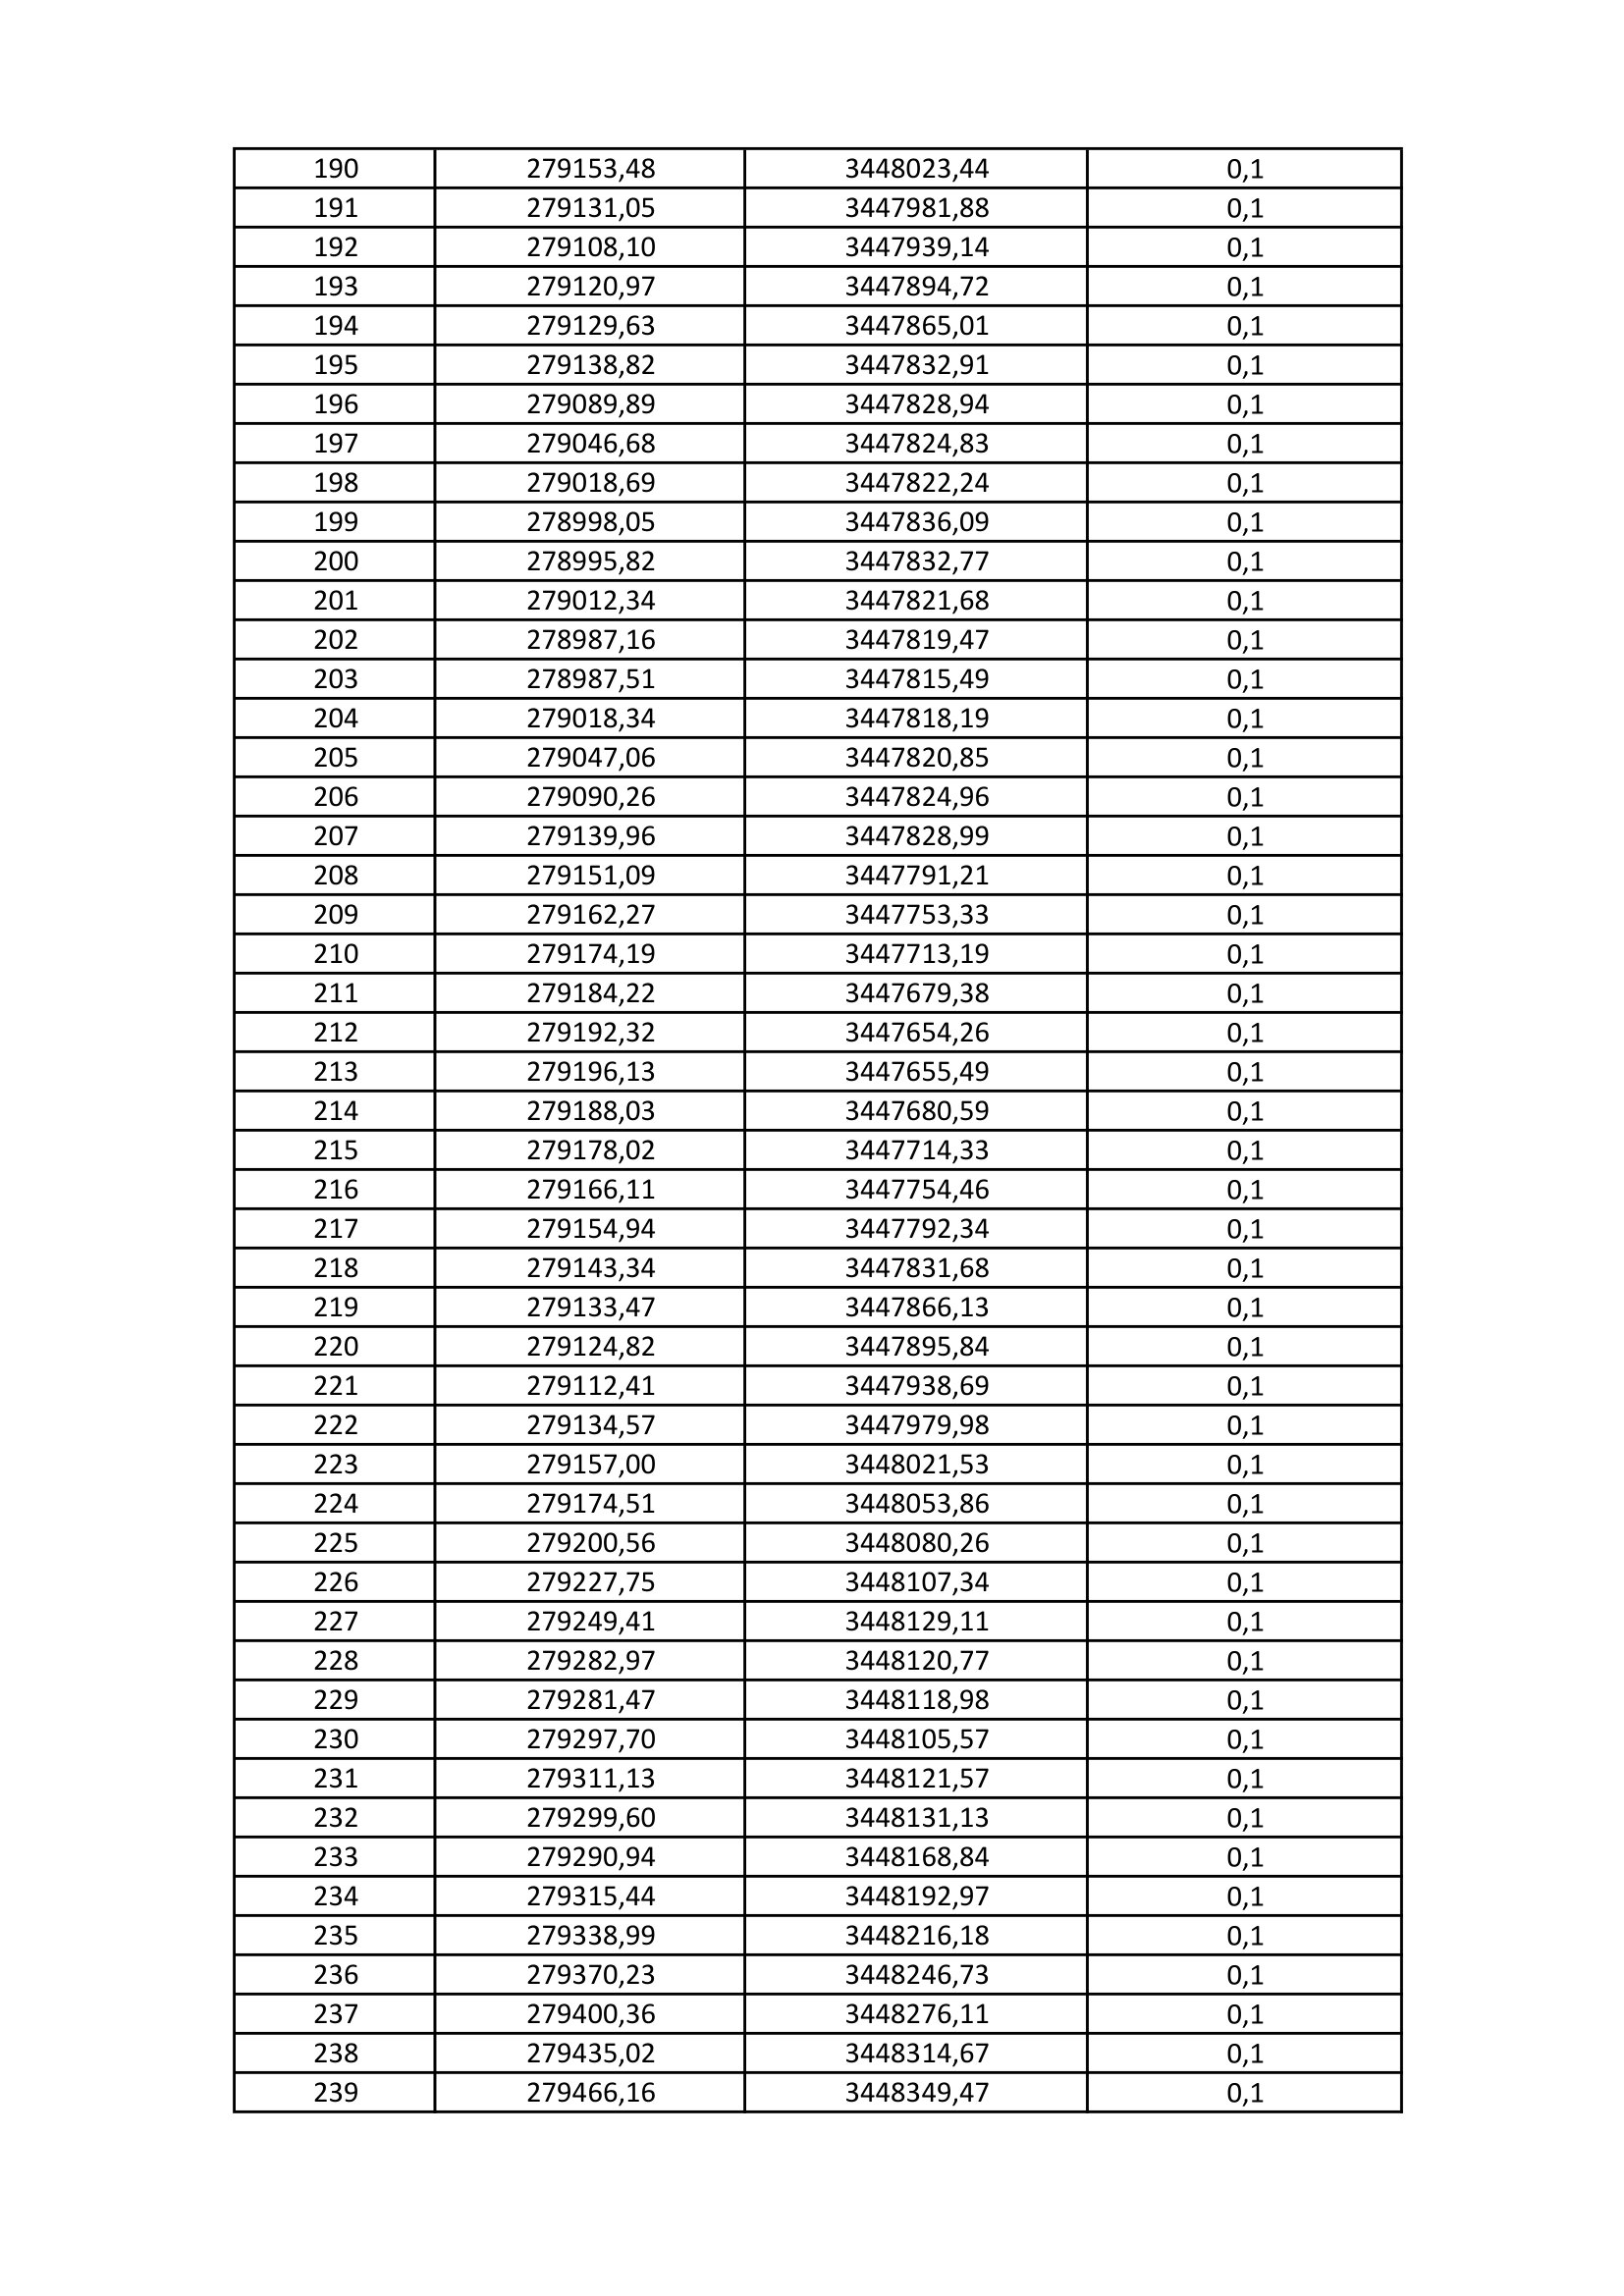 190 279153,48 3448023,44 0,1
191 279131,05 3447981,88 0,1
192 279108,10 3447939,14 0,1
193 279120,97 3447894,72 0,1
194 279129,63 3447865,01 0,1
195 279138,82 3447832,91 0,1
196 279089,89 3447828,94 0,1
197 279046,68 3447824,83 0,1
198 279018,69 3447822,24 0,1
199 278998,05 3447836,09 0,1
200 278995,82 3447832,77 0,1
201 279012,34 3447821,68 0,1
202 278987,16 3447819,47 0,1
203 278987,51 3447815,49 0,1
204 279018,34 3447818,19 0,1
205 279047,06 3447820,85 0,1
206 279090,26 3447824,96 0,1
207 279139,96 3447828,99 0,1
208 279151,09 3447791,21 0,1
209 279162,27 3447753,33 0,1
210 279174,19 3447713,19 0,1
211 279184,22 3447679,38 0,1
212 279192,32 3447654,26 0,1
213 279196,13 3447655,49 0,1
214 279188,03 3447680,59 0,1
215 279178,02 3447714,33 0,1
216 279166,11 3447754,46 0,1
217 279154,94 3447792,34 0,1
218 279143,34 3447831,68 0,1
219 279133,47 3447866,13 0,1
220 279124,82 3447895,84 0,1
221 279112,41 3447938,69 0,1
222 279134,57 3447979,98 0,1
223 279157,00 3448021,53 0,1
224 279174,51 3448053,86 0,1
225 279200,56 3448080,26 0,1
226 279227,75 3448107,34 0,1
227 279249,41 3448129,11 0,1
228 279282,97 3448120,77 0,1
229 279281,47 3448118,98 0,1
230 279297,70 3448105,57 0,1
231 279311,13 3448121,57 0,1
232 279299,60 3448131,13 0,1
233 279290,94 3448168,84 0,1
234 279315,44 3448192,97 0,1
235 279338,99 3448216,18 0,1
236 279370,23 3448246,73 0,1
237 279400,36 3448276,11 0,1
238 279435,02 3448314,67 0,1
239 279466,16 3448349,47 0,1